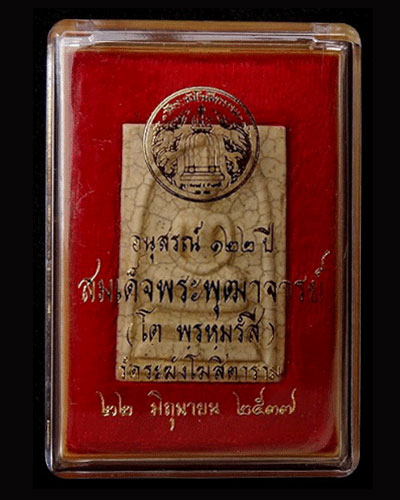 อนุสรณ์ ๑๒๒ ปี
สมเด็จพระพุฒาจารย์
(โต พรหมรังสี)
วัดระฆังโฆสิตาราม
๒๒ มิถุนายน ๒๕๓๗